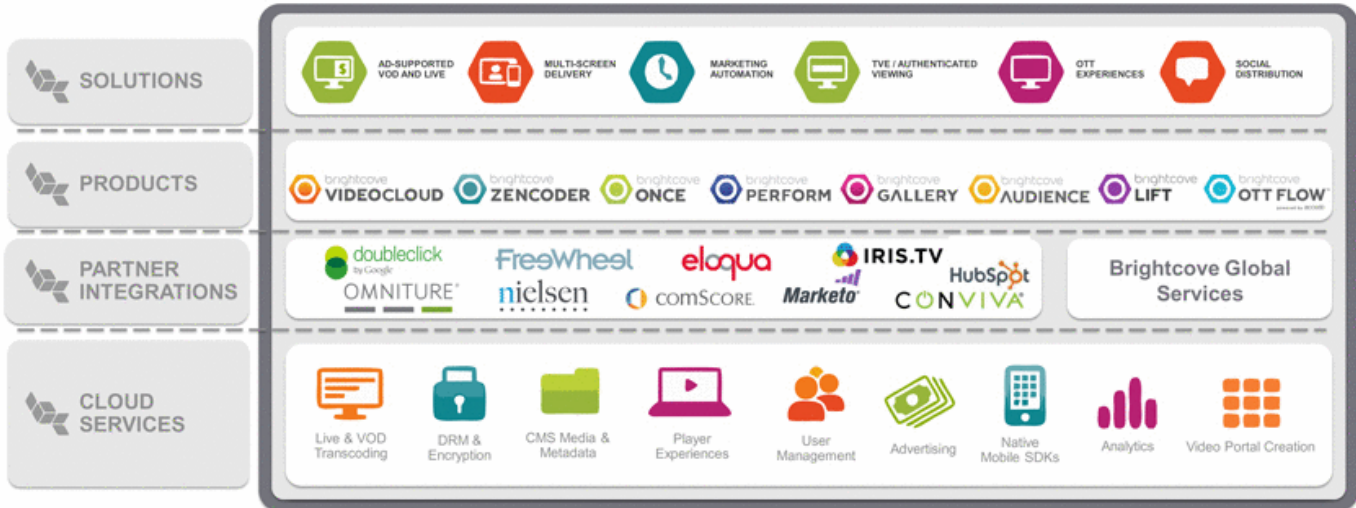 SOLUTIONS
AD-SUPPORTED
VOD AND LIVE
MULTI-SCREEN
DELIVERY
MARKETING
AUTOMATION
TVE / AUTHENTICATED
VIEWING
OTT
EXPERIENCES
SOCIAL
DISTRIBUTION
PRODUCTS
brightcove
VIDEOCLOUD
brightcove
ZENCODER
brightcove
ONCE
brightcove
PERFORM
brightcove
GALLERY
brightcove
AUDIENCE
brightcove
LIFT
brightcove
OTT FLOW
PARTNER
INTEGRATIONS
doubleclick
by Google
FreeWheel
eloqua
IRIS.TV
HubSpot
OMNITURE
nielsen
comScore
Marketo
CONVIVA
Brightcove Global
Services
CLOUD
SERVICES
Live & VOD
Transcoding
DRM &
Encryption
CMS Media &
Metadata
Player
Experiences
User
Management
Advertising
Native
Mobile SDKs
Analytics
Video Portal Creation